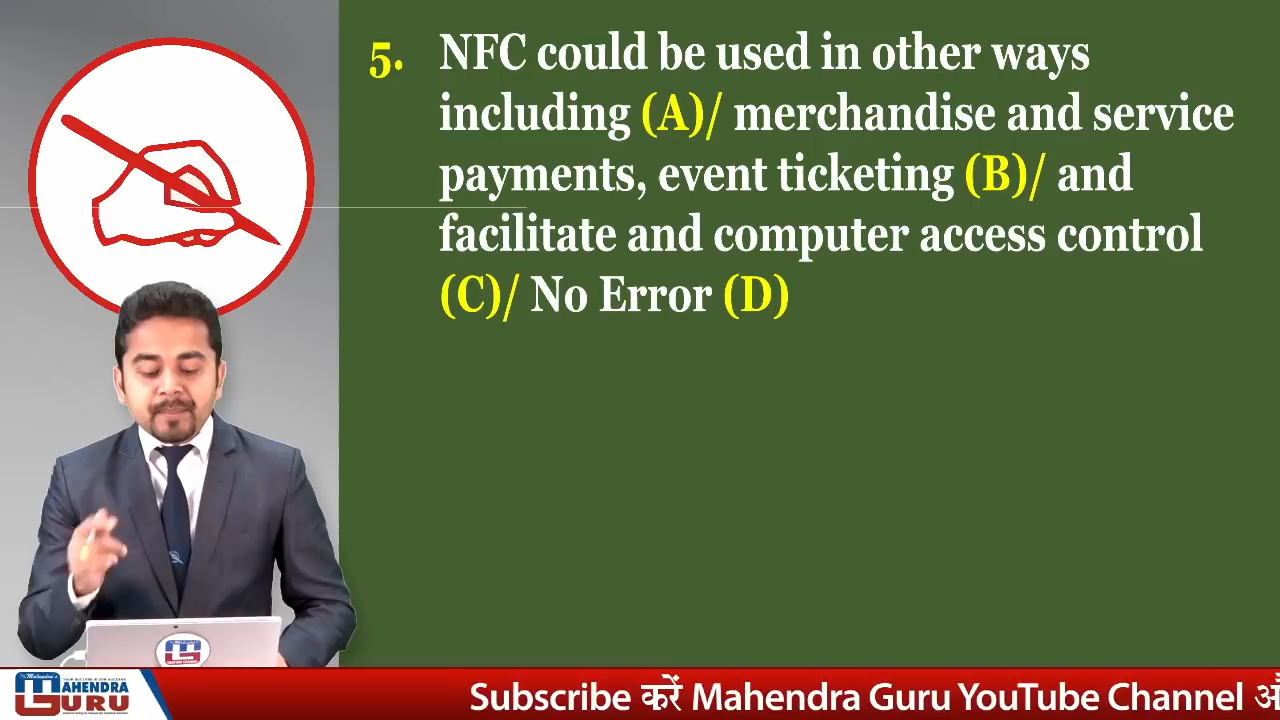 5. NFC could be used in other ways
including (A)/ merchandise and service
payments, event ticketing (B)/ and
facilitate and computer access control
(C)/ No Error (D)
Mahendra's
MAHENDRA
GURU
Subscribe करें Mahendra Guru YouTube Channel